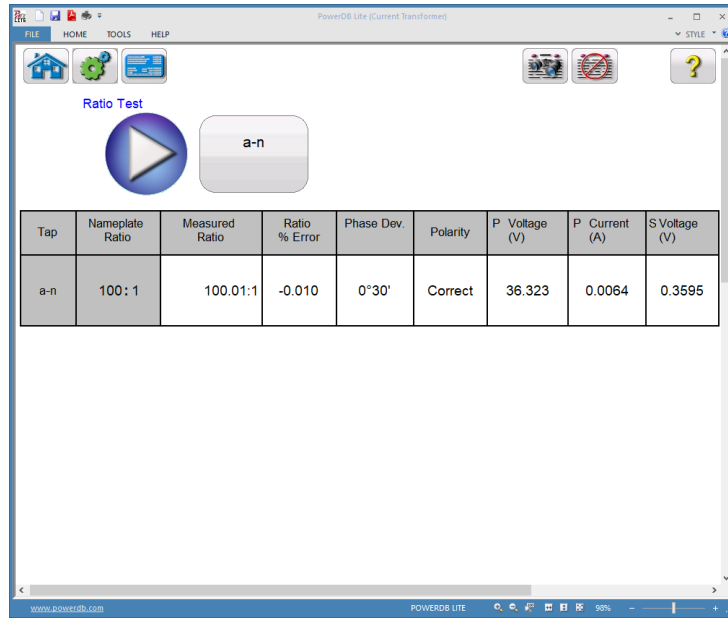 PowerDB Lite (Current Transformer)
FILE HOME TOOLS HELP STYLE
Ratio Test
a-n
Tap
Nameplate
Ratio
Measured
Ratio
Ratio
% Error
Phase Dev.
Polarity
P Voltage
(V)
P Current
(A)
S Voltage
(V)
a-n 100:1 100.01:1 -0.010 0°30' Correct 36.323 0.0064 0.3595
www.powerdb.com POWERDB LITE 98%